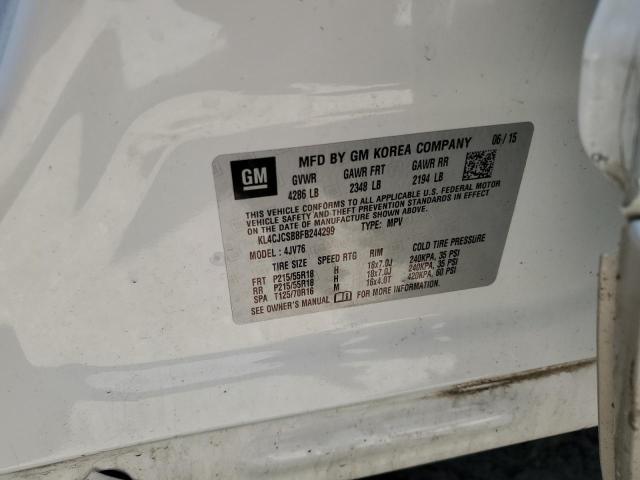 GM
MFD BY GM KOREA COMPANY 06/15
GVWR GAWR FRT GAWR RR
4286 LB 2348 LB 2194 LB
THIS VEHICLE CONFORMS TO ALL APPLICABLE U.S. FEDERAL MOTOR
VEHICLE SAFETY, BUMPER, AND THEFT PREVENTION STANDARDS IN EFFECT
ON THE DATE OF MANUFACTURE SHOWN ABOVE.
KL4CJCSB8FB244299 TYPE: MPV
MODEL: 4JV76
TIRE SIZE SPEED RTG RIM COLD TIRE PRESSURE
FRT P215/55R18 H 18x7.0J 240KPA, 35 PSI
RR P215/55R18 H 18x7.0J 240KPA, 35 PSI
SPA T125/70R16 M 16x4.0T 420KPA, 60 PSI
SEE OWNER'S MANUAL FOR MORE INFORMATION.